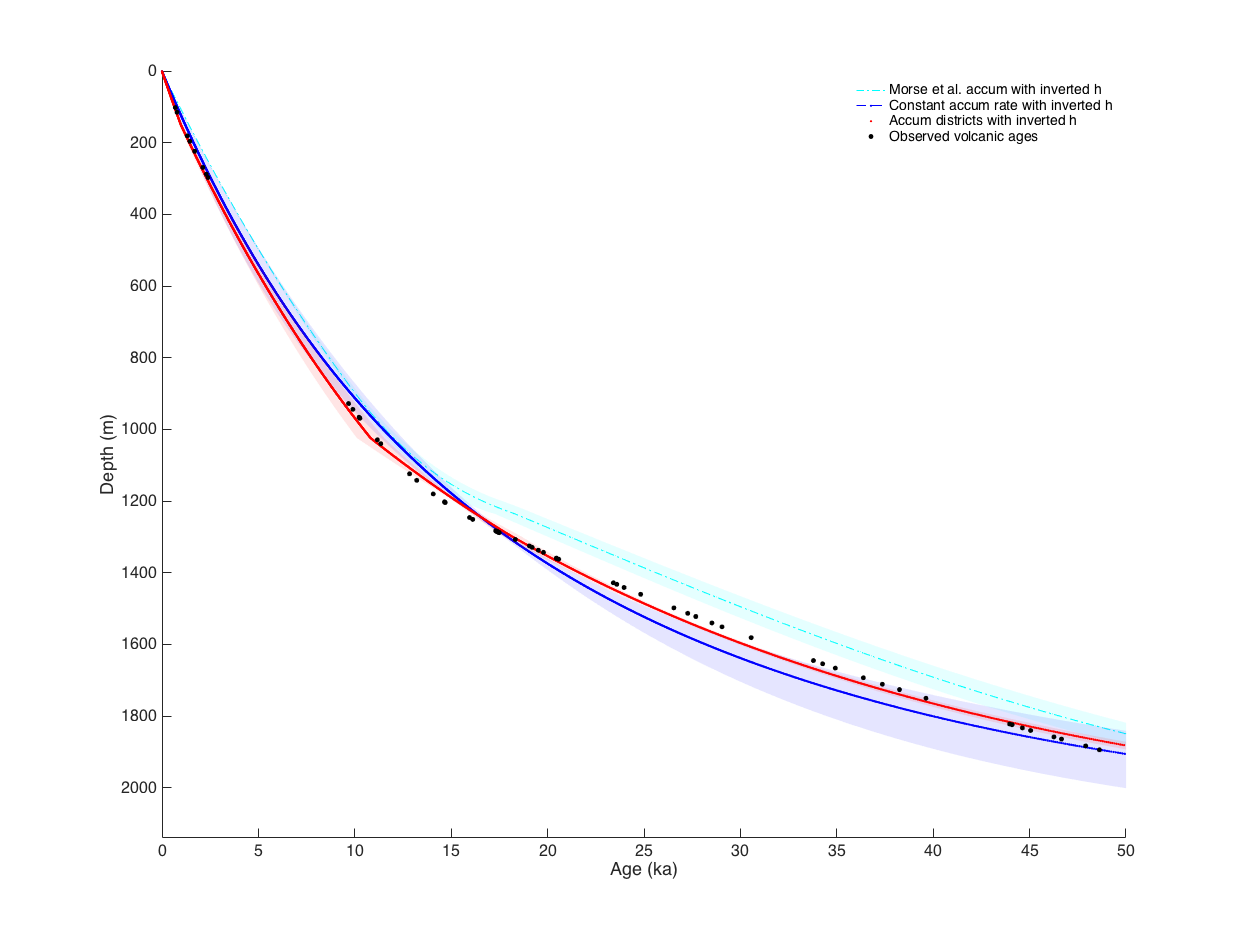 Morse et al. accum with inverted h
Constant accum rate with inverted h
Accum districts with inverted h
Observed volcanic ages
0
200
400
600
800
1000
1200
1400
1600
1800
2000
Depth (m)
0 5 10 15 20 25 30 35 40 45 50
Age (ka)